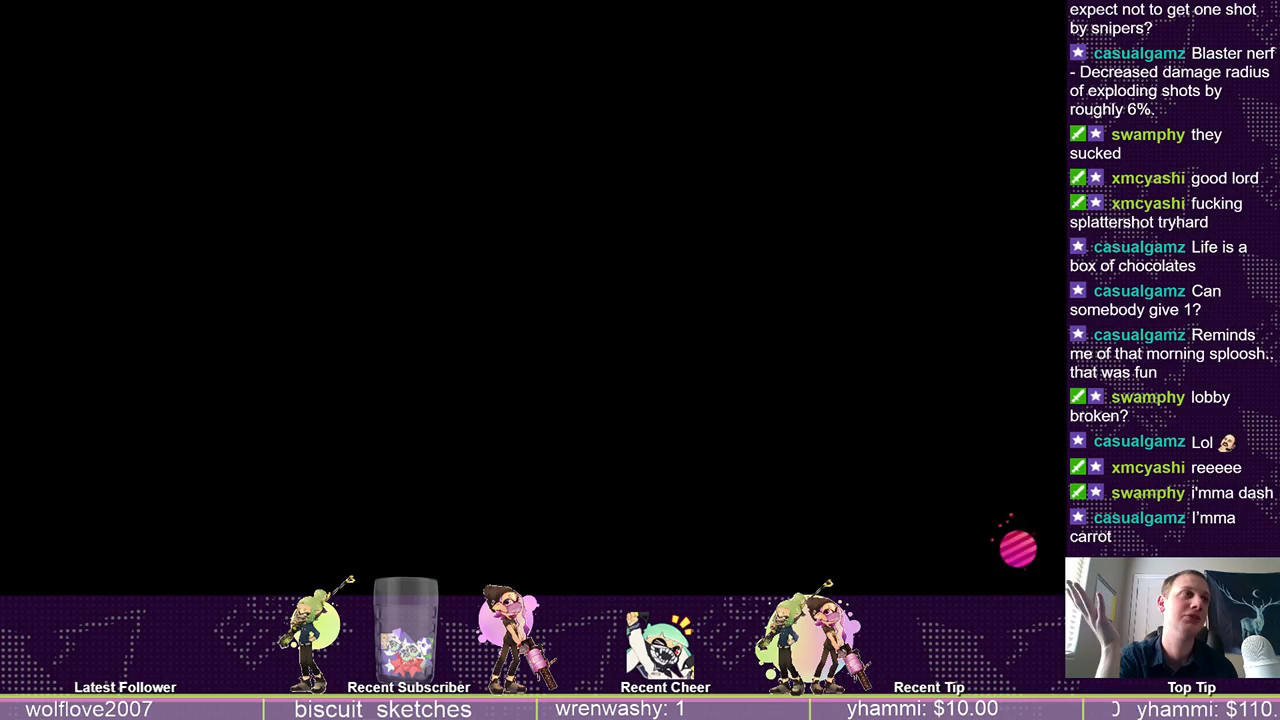 expect not to get one shot
by snipers?
casualgamz Blaster nerf
- Decreased damage radius
of exploding shots by
roughly 6%.
swamphy they
sucked
xmcyashi good lord
xmcyashi fucking
splattershot tryhard
casualgamz Life is a
box of chocolates
casualgamz Can
somebody give 1?
casualgamz Reminds
me of that morning sploosh..
that was fun
swamphy lobby
broken?
casualgamz Lol
xmcyashi reeeee
swamphy i'mma dash
casualgamz I'mma
carrot
Latest Follower
Recent Subscriber
Recent Cheer
Recent Tip
Top Tip
wolflove2007
biscuit_sketches
wrenwashy: 1
yhammi: $10.00
yhammi: $110.